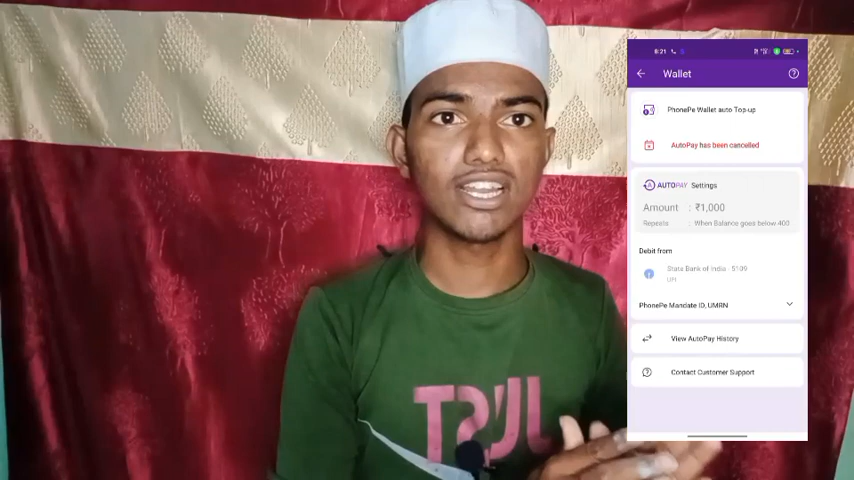 8:21
Wallet
PhonePe Wallet auto Top-up
AutoPay has been cancelled
AUTOPAY Settings
Amount : ₹1,000
Repeats : When Balance goes below 400
Debit from
State Bank of India - 5109
UPI
PhonePe Mandate ID, UMRN
View AutoPay History
Contact Customer Support